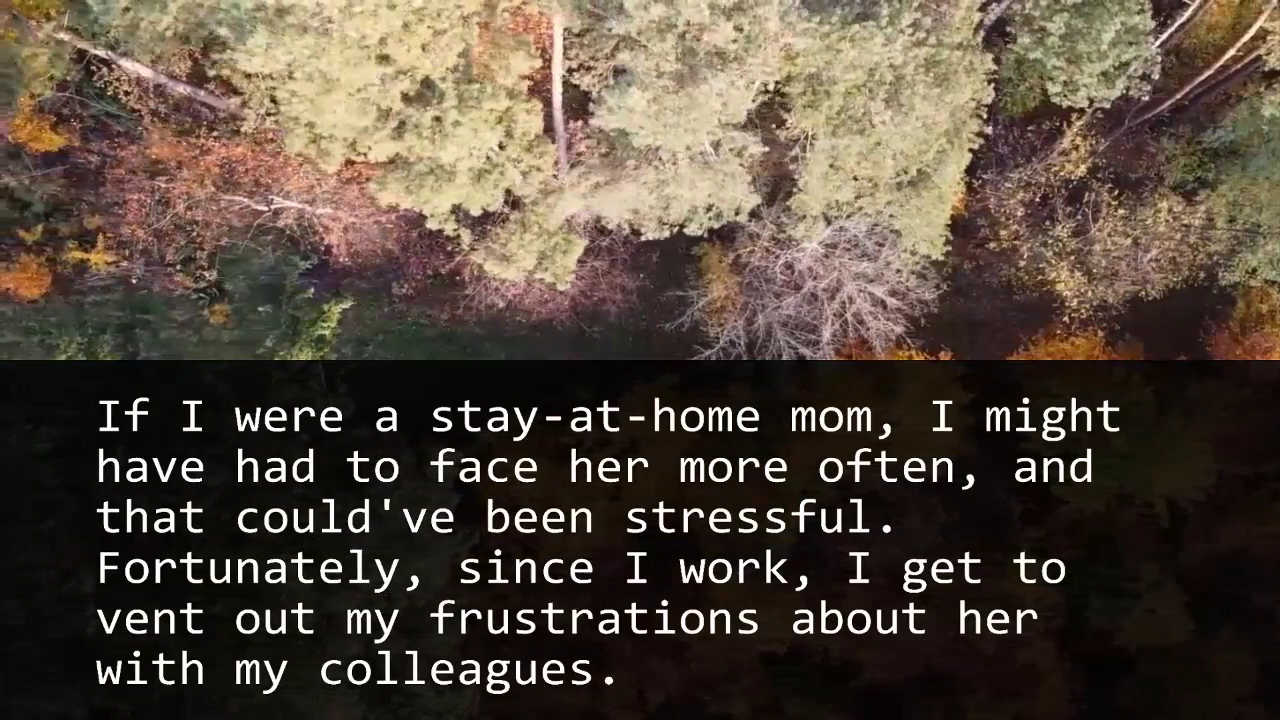 If I were a stay-at-home mom, I might
have had to face her more often, and
that could've been stressful.
Fortunately, since I work, I get to
vent out my frustrations about her
with my colleagues.